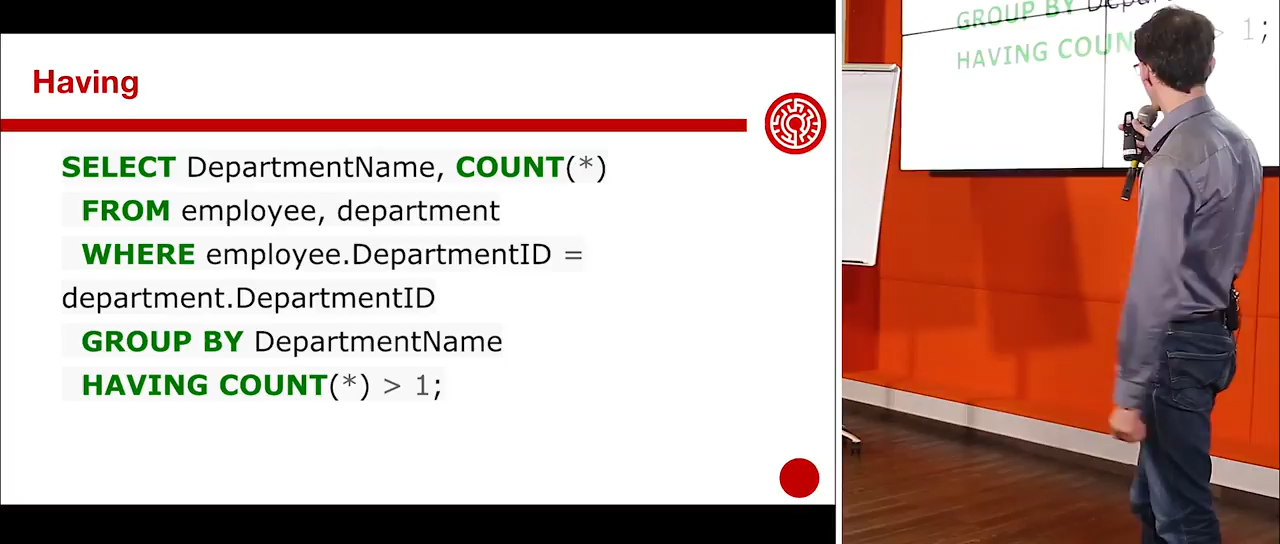 Having
SELECT DepartmentName, COUNT(*)
FROM employee, department
WHERE employee.DepartmentID =
department.DepartmentID
GROUP BY DepartmentName
HAVING COUNT(*) > 1;
GROUP BY
HAVING COUN > 1;